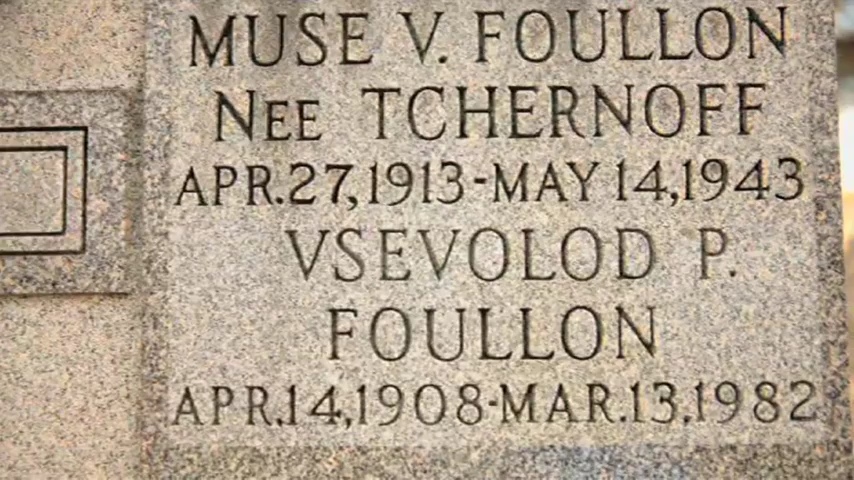 MUSE V. FOULLON
NEE TCHERNOFF
APR.27,1913-MAY 14,1943
VSEVOLOD P.
FOULLON
APR.14,1908-MAR.13,1982